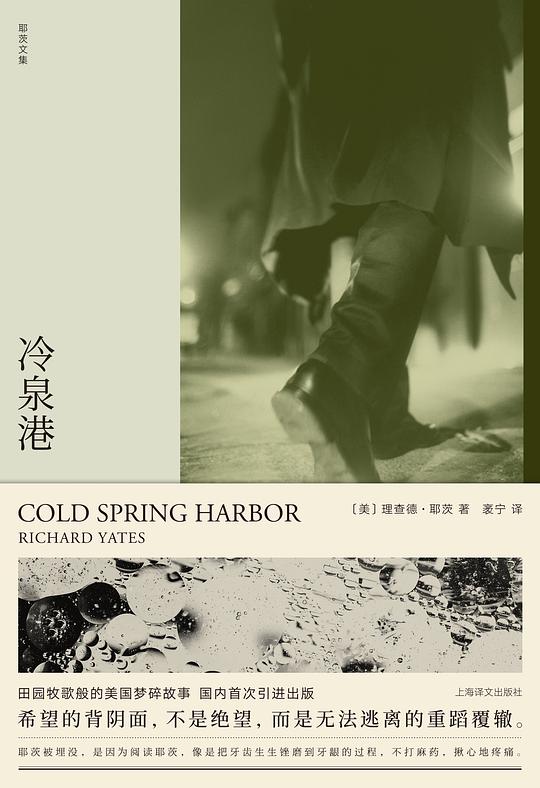 耶茨文集
冷泉港
COLD SPRING HARBOR
〔美〕理查德·耶茨 著 袤宁 译
RICHARD YATES
田园牧歌般的美国梦碎故事 国内首次引进出版
上海译文出版社
希望的背阴面，不是绝望，而是无法逃离的重蹈覆辙。
耶茨被埋没，是因为阅读耶茨，像是把牙齿生生锉磨到牙龈的过程，不打麻药，揪心地疼痛。